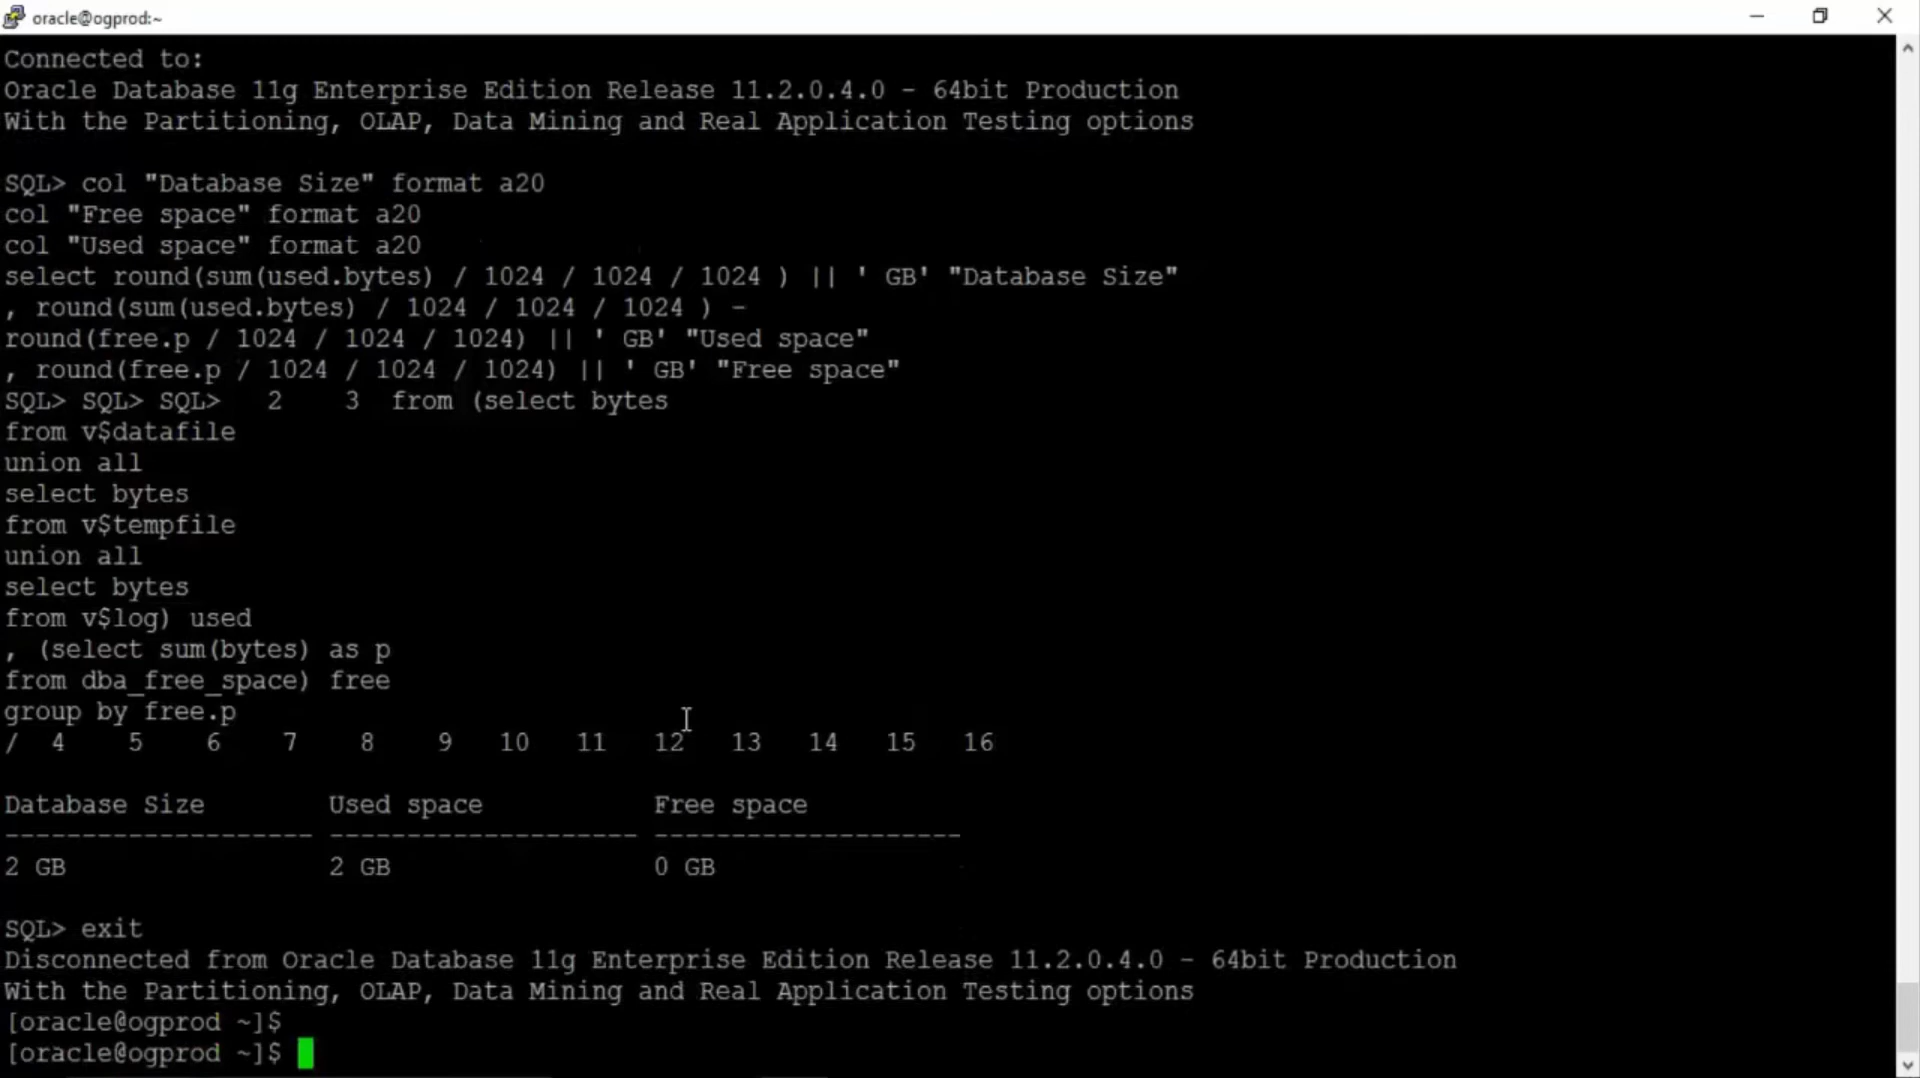 oracle@ogprod:~
Connected to:
Oracle Database 11g Enterprise Edition Release 11.2.0.4.0 - 64bit Production
With the Partitioning, OLAP, Data Mining and Real Application Testing options
SQL> col "Database Size" format a20
col "Free space" format a20
col "Used space" format a20
select round(sum(used.bytes) / 1024 / 1024 / 1024 ) || ' GB' "Database Size"
, round(sum(used.bytes) / 1024 / 1024 / 1024 ) -
round(free.p / 1024 / 1024 / 1024) || ' GB' "Used space"
, round(free.p / 1024 / 1024 / 1024) || ' GB' "Free space"
SQL> SQL> SQL>   2    3  from (select bytes
from v$datafile
union all
select bytes
from v$tempfile
union all
select bytes
from v$log) used
, (select sum(bytes) as p
from dba_free_space) free
group by free.p
/  4    5    6    7    8    9   10   11   12   13   14   15   16
Database Size        Used space           Free space
-------------------- -------------------- --------------------
2 GB                 2 GB                 0 GB
SQL> exit
Disconnected from Oracle Database 11g Enterprise Edition Release 11.2.0.4.0 - 64bit Production
With the Partitioning, OLAP, Data Mining and Real Application Testing options
[oracle@ogprod ~]$
[oracle@ogprod ~]$